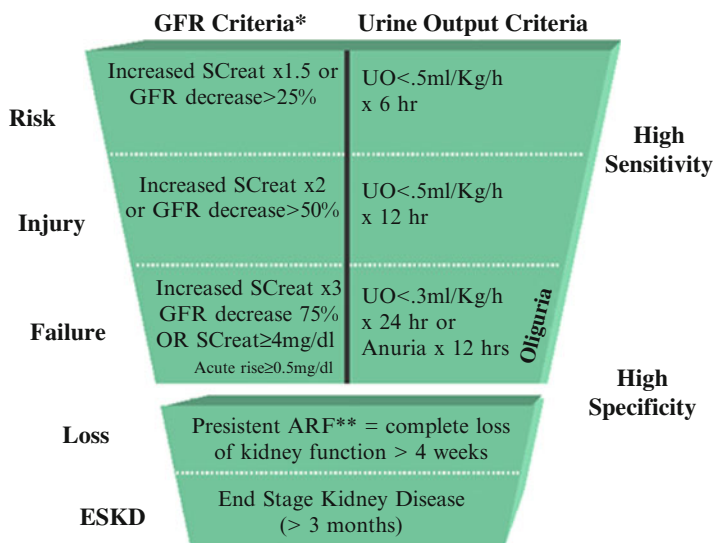 GFR Criteria* Urine Output Criteria
Risk
Increased SCreat x1.5 or
GFR decrease>25%
UO<.5ml/Kg/h
x 6 hr
High
Sensitivity
Injury
Increased SCreat x2
or GFR decrease>50%
UO<.5ml/Kg/h
x 12 hr
Failure
Increased SCreat x3
GFR decrease 75%
OR SCreat≥4mg/dl
Acute rise≥0.5mg/dl
UO<.3ml/Kg/h
x 24 hr or
Anuria x 12 hrs
Oliguria
High
Specificity
Loss
Presistent ARF** = complete loss
of kidney function > 4 weeks
ESKD
End Stage Kidney Disease
(> 3 months)